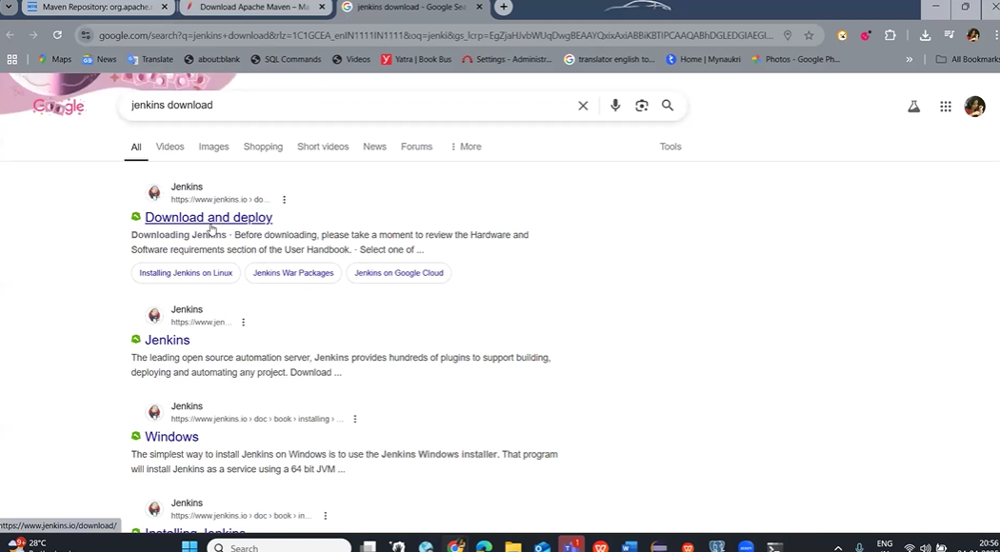 Maven Repository: org.apache.
Download Apache Maven – Ma
jenkins download - Google Sea
google.com/search?q=jenkins+download&rlz=1C1GCEA_enIN1111IN1111&oq=jenki&gs_lcrp=EgZjaHJvbWUqDwgBEAAYQxixAxiABBiKBTIPCAAQABhDGLEDGIAEGI...
Maps
News
Translate
aboutblank
SQL Commands
Videos
Yatra | Book Bus
Settings - Administr...
translator english to...
Home | Mynaukri
Photos - Google Ph...
»
All Bookmarks
Google
jenkins download
All
Videos
Images
Shopping
Short videos
News
Forums
More
Tools
Jenkins
https://www.jenkins.io › do...
Download and deploy
Downloading Jenkins · Before downloading, please take a moment to review the Hardware and
Software requirements section of the User Handbook. · Select one of ...
Installing Jenkins on Linux
Jenkins War Packages
Jenkins on Google Cloud
Jenkins
https://www.jen...
Jenkins
The leading open source automation server, Jenkins provides hundreds of plugins to support building,
deploying and automating any project. Download ...
Jenkins
https://www.jenkins.io › doc › book › installing › ...
Windows
The simplest way to install Jenkins on Windows is to use the Jenkins Windows installer. That program
will install Jenkins as a service using a 64 bit JVM ...
Jenkins
https://www.jenkins.io › doc › book › in...
Installing Jenkins
https://www.jenkins.io/download/
9+
28°C
Search
1
ENG
IN
20:56